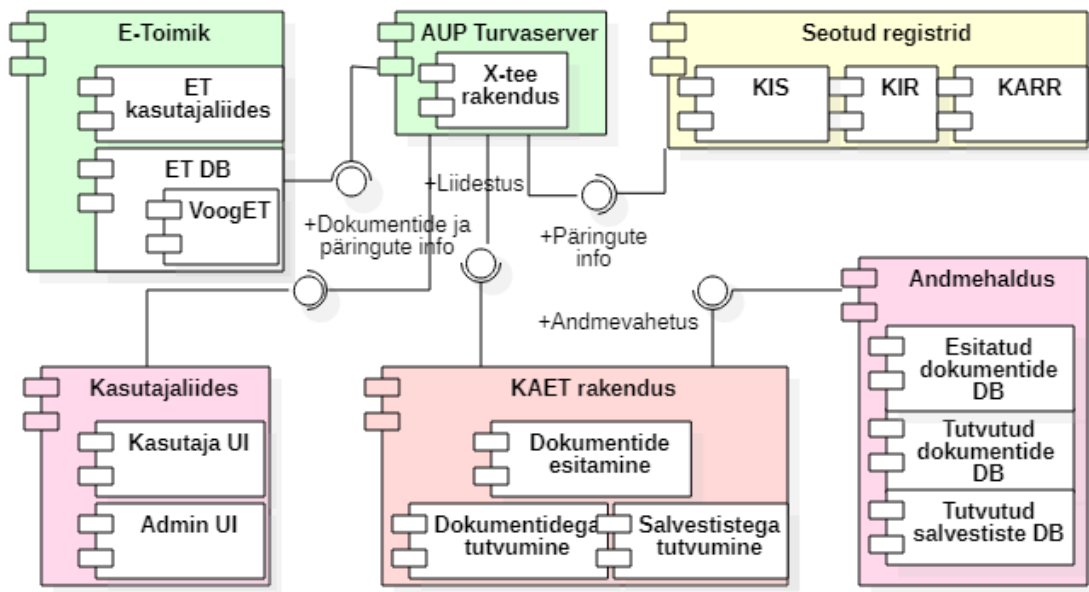 E-Toimik
ET
kasutajaliides
ET DB
VoogET
AUP Turvaserver
X-tee
rakendus
Seotud registrid
KIS
KIR
KARR
+Liidestus
+Dokumentide ja
päringute info
+Päringute
info
+Andmevahetus
Kasutajaliides
Kasutaja UI
Admin UI
KAET rakendus
Dokumentide
esitamine
Dokumentidega
tutvumine
Salvestistega
tutvumine
Andmehaldus
Esitatud
dokumentide
DB
Tutvutud
dokumentide DB
Tutvutud
salvestiste DB